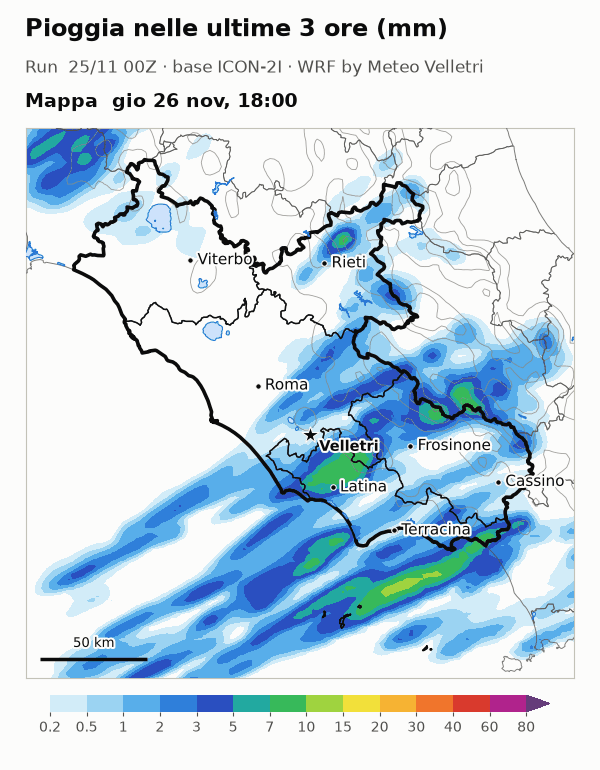 Pioggia nelle ultime 3 ore (mm)
Run  25/11 00Z · base ICON-2I · WRF by Meteo Velletri
Mappa  gio 26 nov, 18:00
Viterbo
Rieti
Roma
Velletri
Frosinone
Latina
Cassino
Terracina
50 km
0.2 0.5 1 2 3 5 7 10 15 20 30 40 60 80